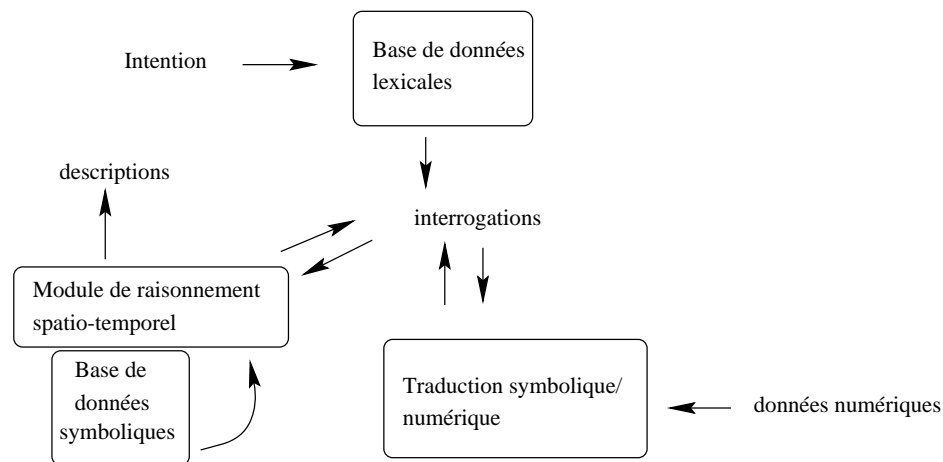 Base de données
lexicales
Intention
descriptions
interrogations
Module de raisonnement
spatio-temporel
Base de
données
symboliques
Traduction symbolique/
numérique
données numériques